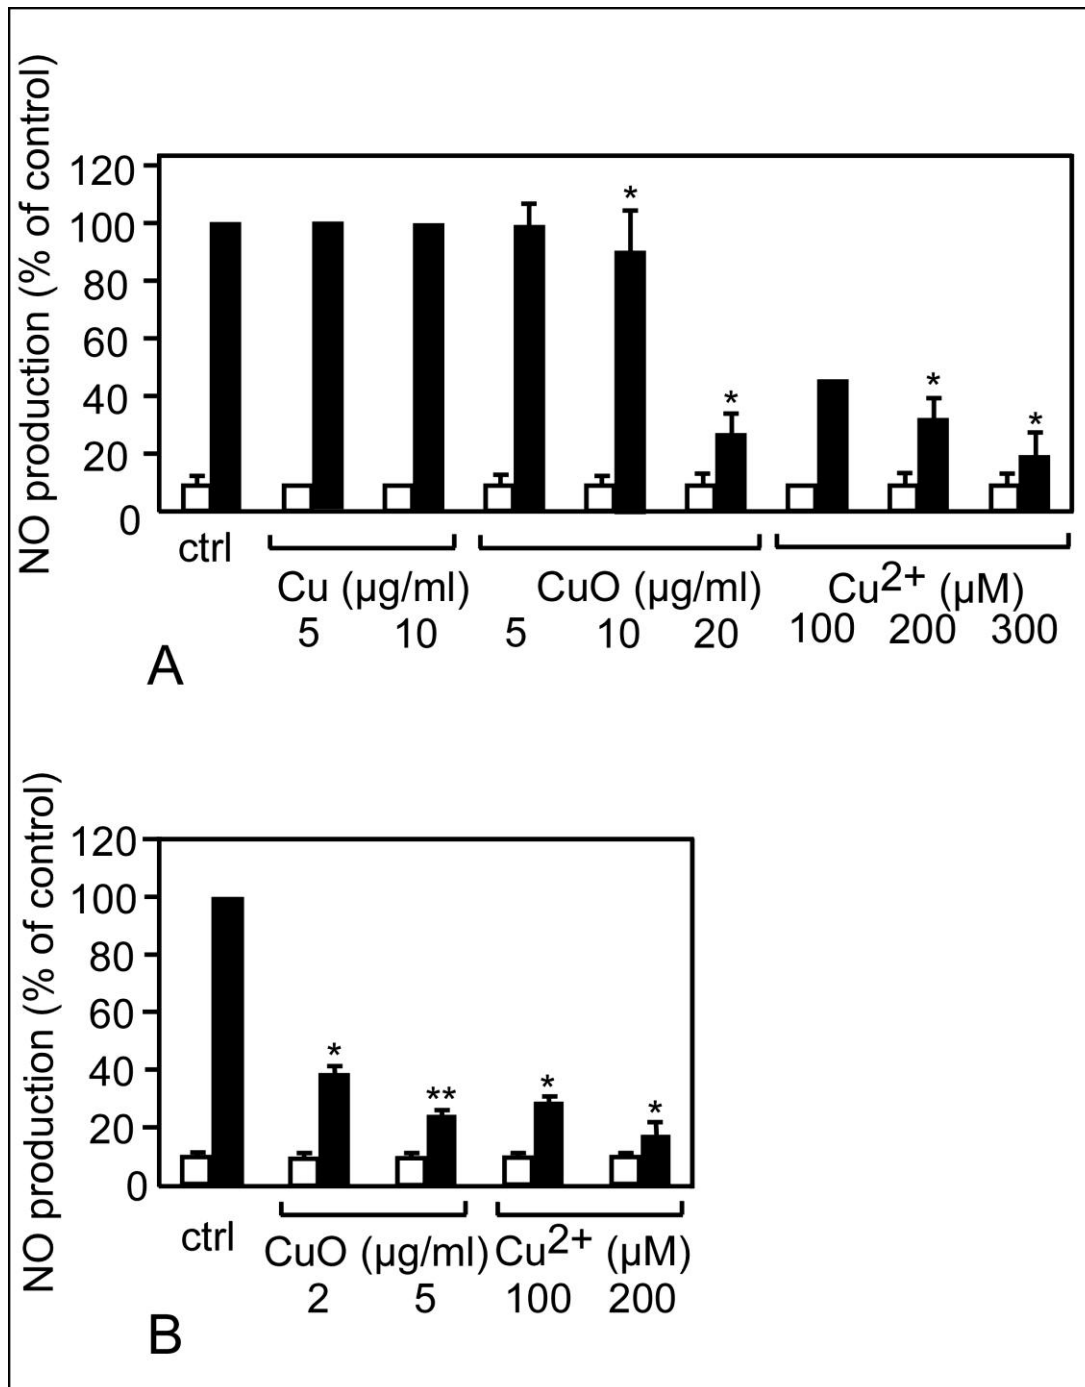 NO production (% of control)
120
100
80
60
40
20
0
*
*
*
*
ctrl
Cu (µg/ml)
5 10
CuO (µg/ml)
5 10 20
Cu2+ (µM)
100 200 300
A
NO production (% of control)
120
100
80
60
40
20
0
*
**
*
*
ctrl
CuO (µg/ml)
2 5
Cu2+ (µM)
100 200
B